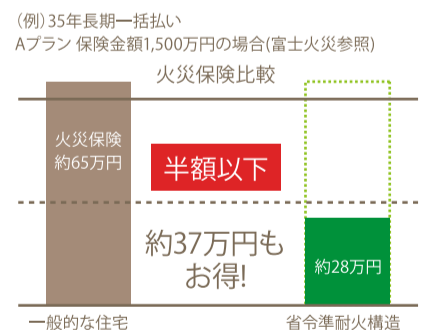 （例）35年長期一括払い
Aプラン 保険金額1,500万円の場合(富士火災参照)
火災保険比較
火災保険
約65万円
半額以下
約37万円も
お得!
約28万円
一般的な住宅
省令準耐火構造